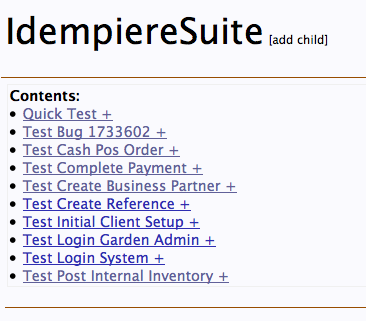 IdempiereSuite [add child]
Contents:
• Quick Test +
• Test Bug 1733602 +
• Test Cash Pos Order +
• Test Complete Payment +
• Test Create Business Partner +
• Test Create Reference +
• Test Initial Client Setup +
• Test Login Garden Admin +
• Test Login System +
• Test Post Internal Inventory +